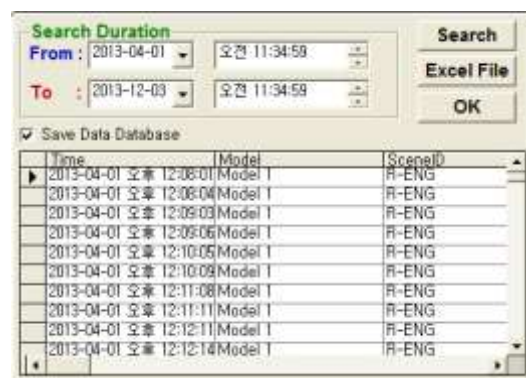 Search Duration
From : 2013-04-01 오전 11:34:59
To : 2013-12-03 오전 11:34:59
Search
Excel File
OK
Save Data Database
Time Model SceneID
2013-04-01 오후 12:08:01 Model 1 R-ENG
2013-04-01 오후 12:08:04 Model 1 R-ENG
2013-04-01 오후 12:09:03 Model 1 R-ENG
2013-04-01 오후 12:09:06 Model 1 R-ENG
2013-04-01 오후 12:10:05 Model 1 R-ENG
2013-04-01 오후 12:10:09 Model 1 R-ENG
2013-04-01 오후 12:11:08 Model 1 R-ENG
2013-04-01 오후 12:11:11 Model 1 R-ENG
2013-04-01 오후 12:12:11 Model 1 R-ENG
2013-04-01 오후 12:12:14 Model 1 R-ENG